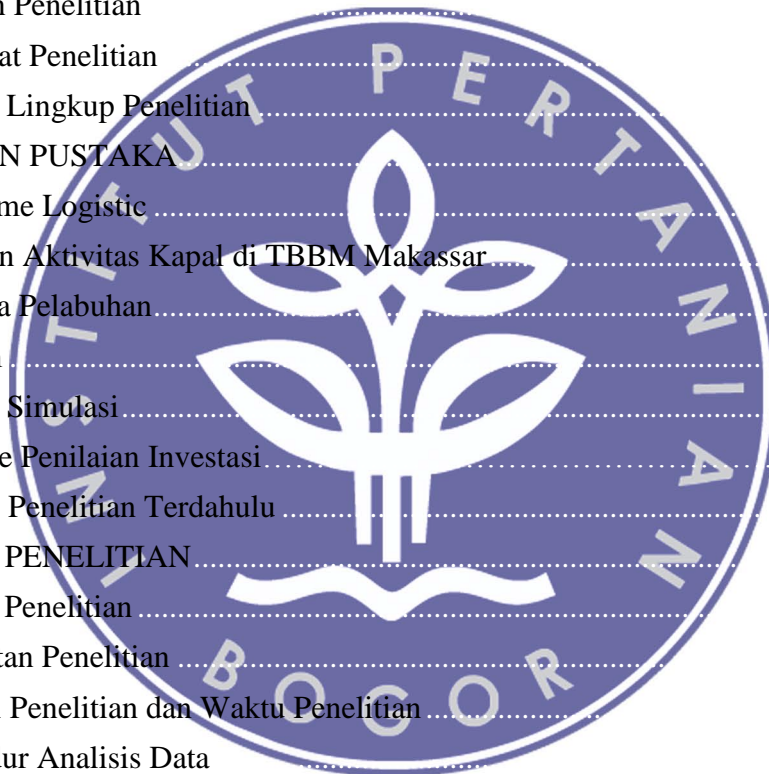 n Penelitian
at Penelitian
Lingkup Penelitian
N PUSTAKA
me Logistic
n Aktivitas Kapal di TBBM Makassar
a Pelabuhan
Simulasi
e Penilaian Investasi
Penelitian Terdahulu
PENELITIAN
Penelitian
tan Penelitian
Penelitian dan Waktu Penelitian
ur Analisis Data
INSTITUT PERTANIAN
BOGOR